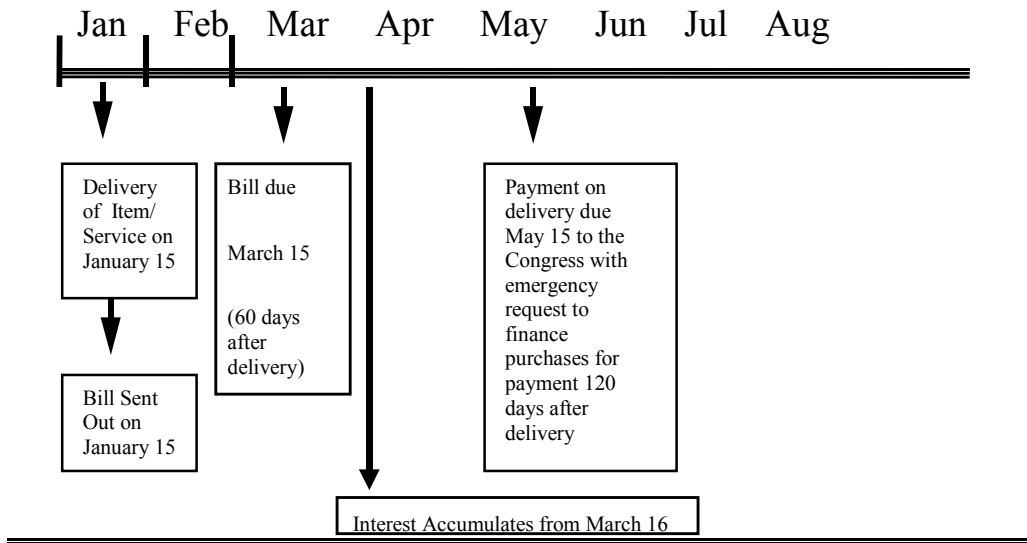 Jan Feb Mar Apr May Jun Jul Aug
Delivery
of Item/
Service on
January 15
Bill Sent
Out on
January 15
Bill due
March 15
(60 days
after
delivery)
Payment on
delivery due
May 15 to the
Congress with
emergency
request to
finance
purchases for
payment 120
days after
delivery
Interest Accumulates from March 16